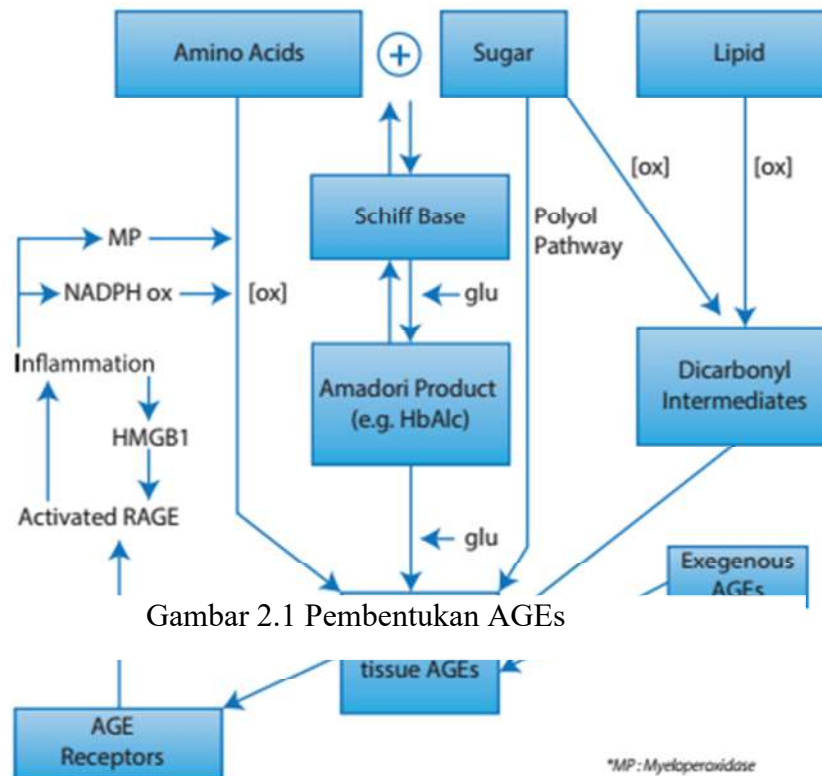 Amino Acids
+
Sugar
Lipid
[ox]
[ox]
Schiff Base
Polyol
Pathway
MP
NADPH ox
[ox]
glu
Inflammation
Amadori Product
(e.g. HbAlc)
Dicarbonyl
Intermediates
HMGB1
Activated RAGE
glu
Exegenous
AGEs
Gambar 2.1 Pembentukan AGEs
tissue AGEs
AGE
Receptors
*MP : Myeloperoxidase